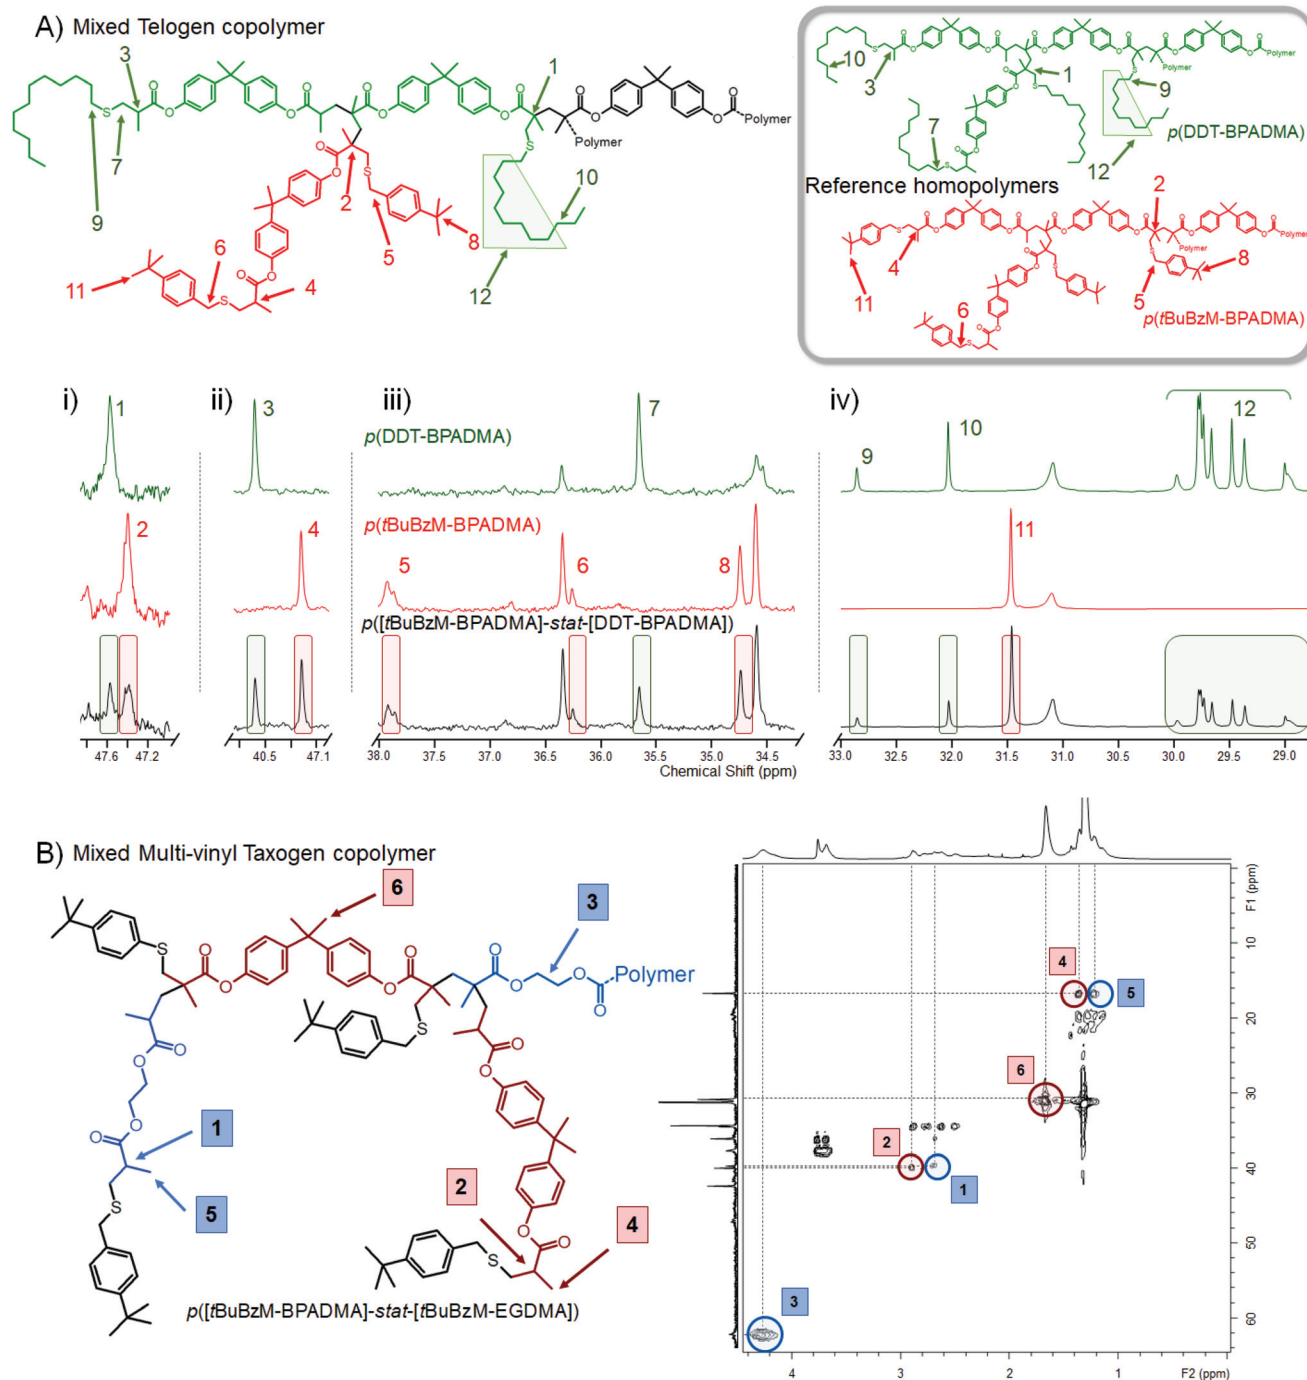 A) Mixed Telogen copolymer
3
1
S
O
O
O
O
O
O
O
O
O
O
Polymer
Polymer
7
9
2
10
5
8
6
11
4
12
10
3
1
9
7
12
Polymer
Polymer
p(DDT-BPADMA)
Reference homopolymers
2
4
11
6
5
8
Polymer
Polymer
p(tBuBzM-BPADMA)
i)
ii)
iii)
iv)
1
3
p(DDT-BPADMA)
7
9
10
12
2
4
p(tBuBzM-BPADMA)
5
6
8
11
p([tBuBzM-BPADMA]-stat-[DDT-BPADMA])
47.6 47.2
40.5 47.1
38.0 37.5 37.0 36.5 36.0 35.5 35.0 34.5
33.0 32.5 32.0 31.5 31.0 30.5 30.0 29.5 29.0
Chemical Shift (ppm)
B) Mixed Multi-vinyl Taxogen copolymer
6
3
Polymer
1
5
2
4
p([tBuBzM-BPADMA]-stat-[tBuBzM-EGDMA])
F1 (ppm)
10
20
30
40
50
60
4
5
6
2
1
3
4 3 2 1
F2 (ppm)